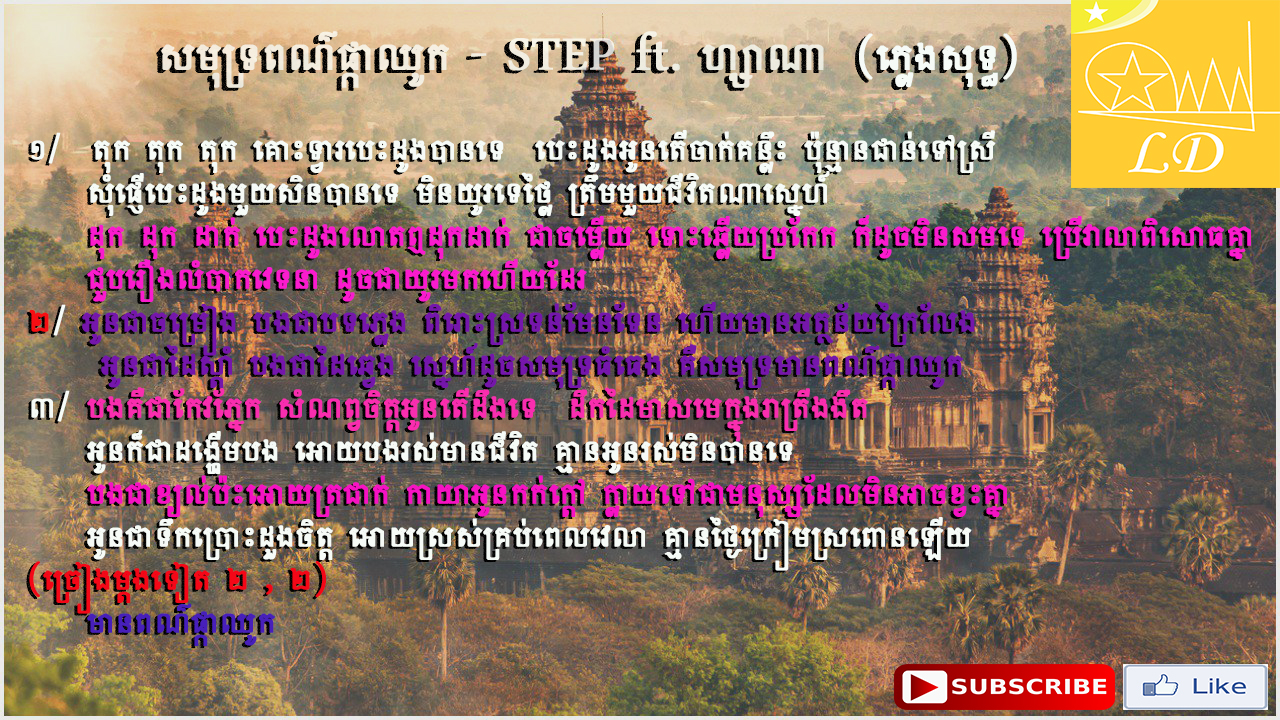 សមុទ្រពណ៌ផ្កាឈូក - STEP ft. ហ្សាណា (ភ្លេងសុទ្ធ)
LD
១/ តុក តុក តុក គោះទ្វារបេះដូងបានទេ បេះដូងអូនតើចាក់គន្លឹះ ប៉ុន្មានជាន់ទៅស្រី
សុំផ្ញើបេះដូងមួយសិនបានទេ មិនយូរទេថ្លៃ ត្រឹមមួយជីវិតណាស្នេហ៍
ដុក ដុក ដាក់ បេះដូងលោតឮដុកដាក់ ជាចម្លើយ ទោះឆ្លើយប្រកែក ក៏ដូចមិនសមទេ ប្រើវាលាពិសោធគ្នា
ជួបរឿងលំបាកវេទនា ដូចជាយូរមកហើយដែរ
២/ អូនជាចម្រៀង បងជាបទភ្លេង ពិរោះស្រទន់មែនទែន ហើយមានអត្ថន័យក្រៃលែង
អូនជាដៃស្តាំ បងជាដៃឆ្វេង ស្នេហ៍ដូចសមុទ្រធំធេង គឺសមុទ្រមានពណ៌ផ្កាឈូក
៣/ បងគឺជាកែវភ្នែក សំណព្វចិត្តអូនតើដឹងទេ ដឹកដៃមាសមេក្នុងរាត្រីងងឹត
អូនក៏ជាដង្ហើមបង អោយបងរស់មានជីវិត គ្មានអូនរស់មិនបានទេ
បងជាខ្យល់ប៉ះអោយត្រជាក់ កាយាអូនកក់ក្តៅ ក្លាយទៅជាមនុស្សដែលមិនអាចខ្វះគ្នា
អូនជាទឹកប្រោះដួងចិត្ត អោយស្រស់គ្រប់ពេលវេលា គ្មានថ្ងៃក្រៀមស្រពោនឡើយ
(ច្រៀងម្តងទៀត ២ , ២)
មានពណ៌ផ្កាឈូក
SUBSCRIBE
Like